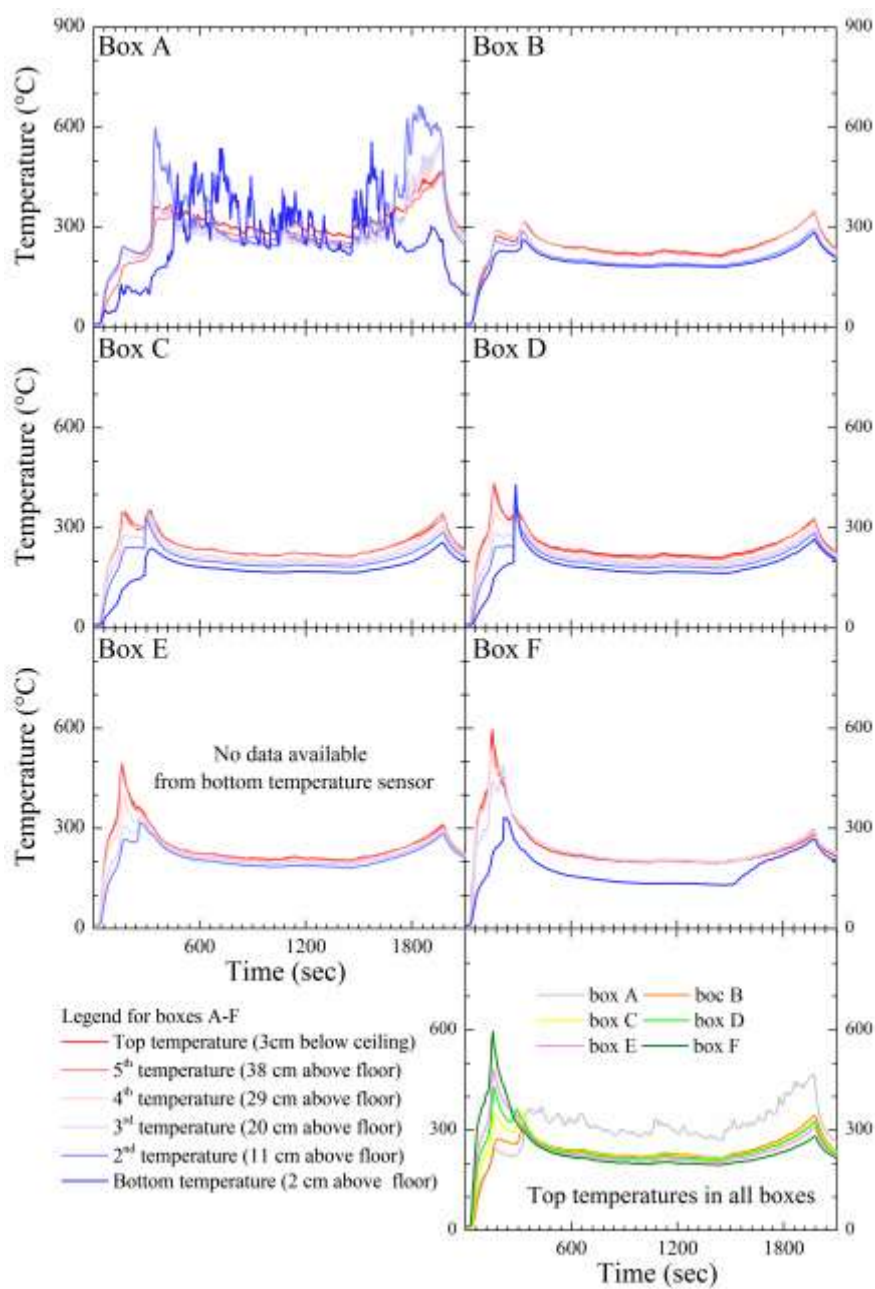 900
900
Box A
Box B
Temperature (°C)
600
600
300
300
0
0
Box C
Box D
Temperature (°C)
600
600
300
300
0
0
Box E
Box F
Temperature (°C)
600
600
No data available
from bottom temperature sensor
300
300
0
0
600 1200 1800
Time (sec)
Legend for boxes A-F
Top temperature (3cm below ceiling)
5th temperature (38 cm above floor)
4th temperature (29 cm above floor)
3rd temperature (20 cm above floor)
2nd temperature (11 cm above floor)
Bottom temperature (2 cm above floor)
box A boc B
box C box D
box E box F
600
600
300
300
Top temperatures in all boxes
0
0
600 1200 1800
Time (sec)